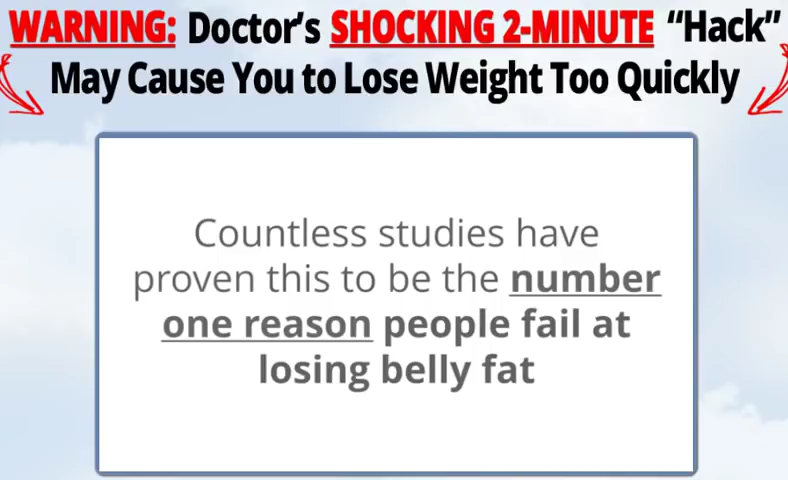 WARNING: Doctor's SHOCKING 2-MINUTE “Hack”
May Cause You to Lose Weight Too Quickly
Countless studies have
proven this to be the number
one reason people fail at
losing belly fat